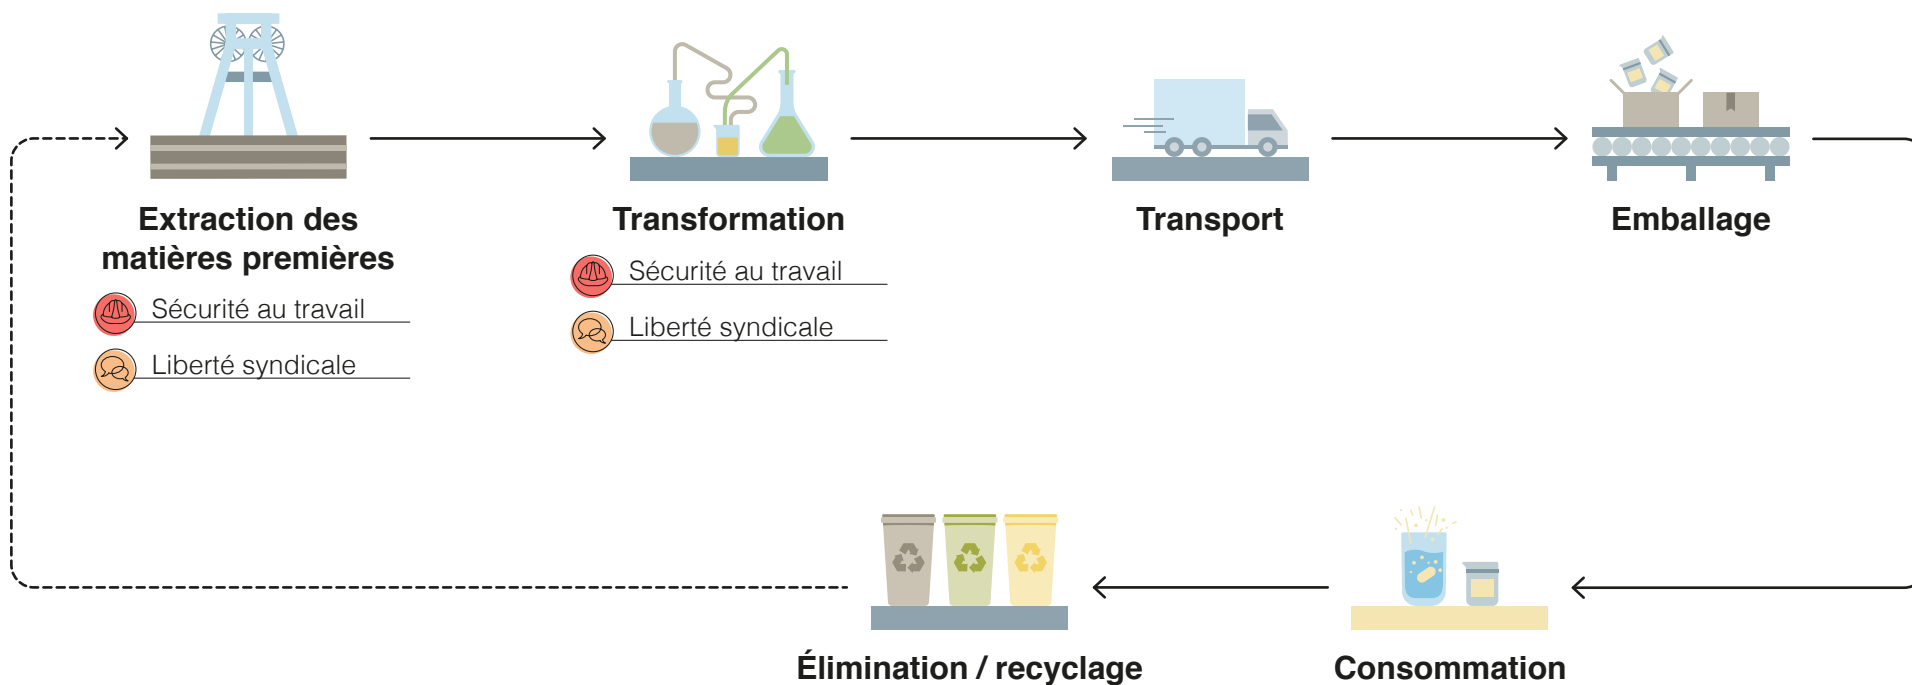 Extraction des
matières premières
Sécurité au travail
Liberté syndicale
Transformation
Sécurité au travail
Liberté syndicale
Transport
Emballage
Élimination / recyclage
Consommation